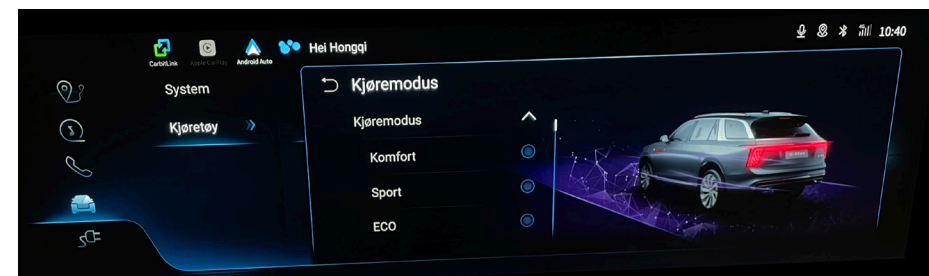 CarbitLink Apple CarPlay Android Auto Hei Hongqi
10:40
System
Kjøretøy
Kjøremodus
Kjøremodus
Komfort
Sport
ECO